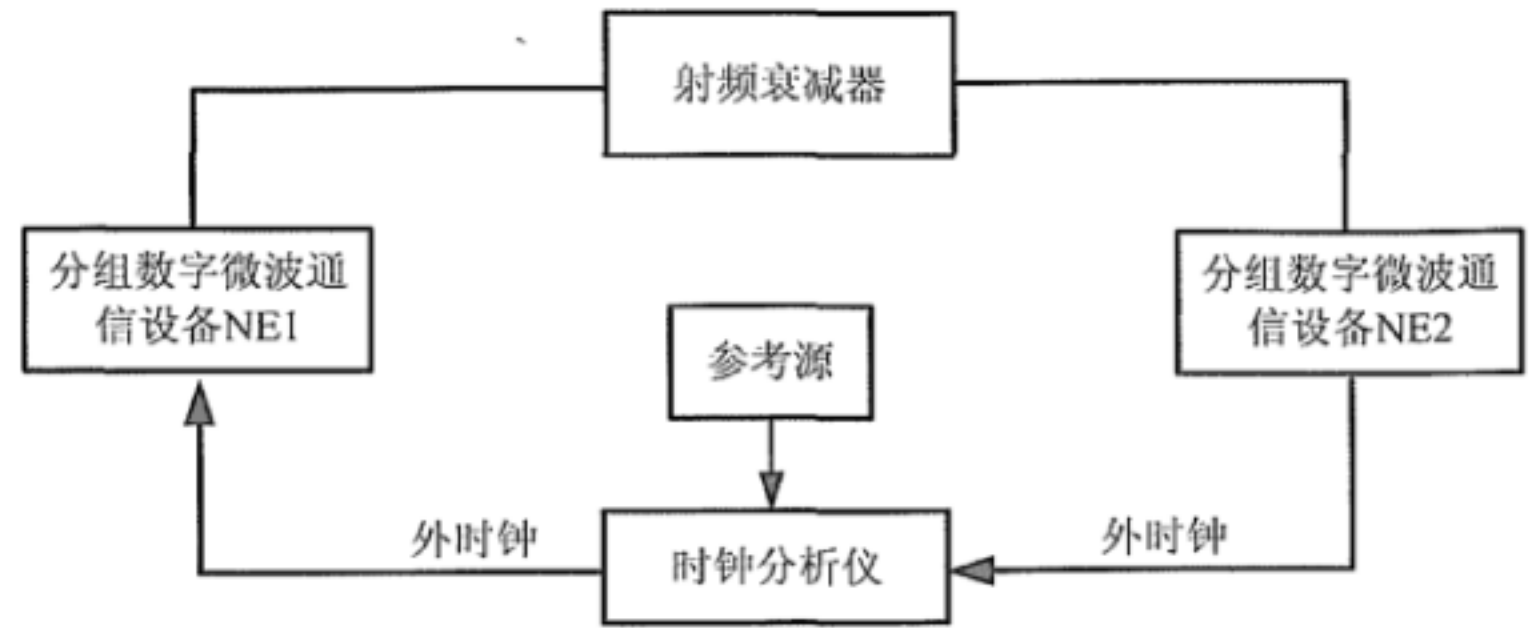 射频衰减器
分组数字微波通
信设备NE1
分组数字微波通
信设备NE2
参考源
外时钟
外时钟
时钟分析仪